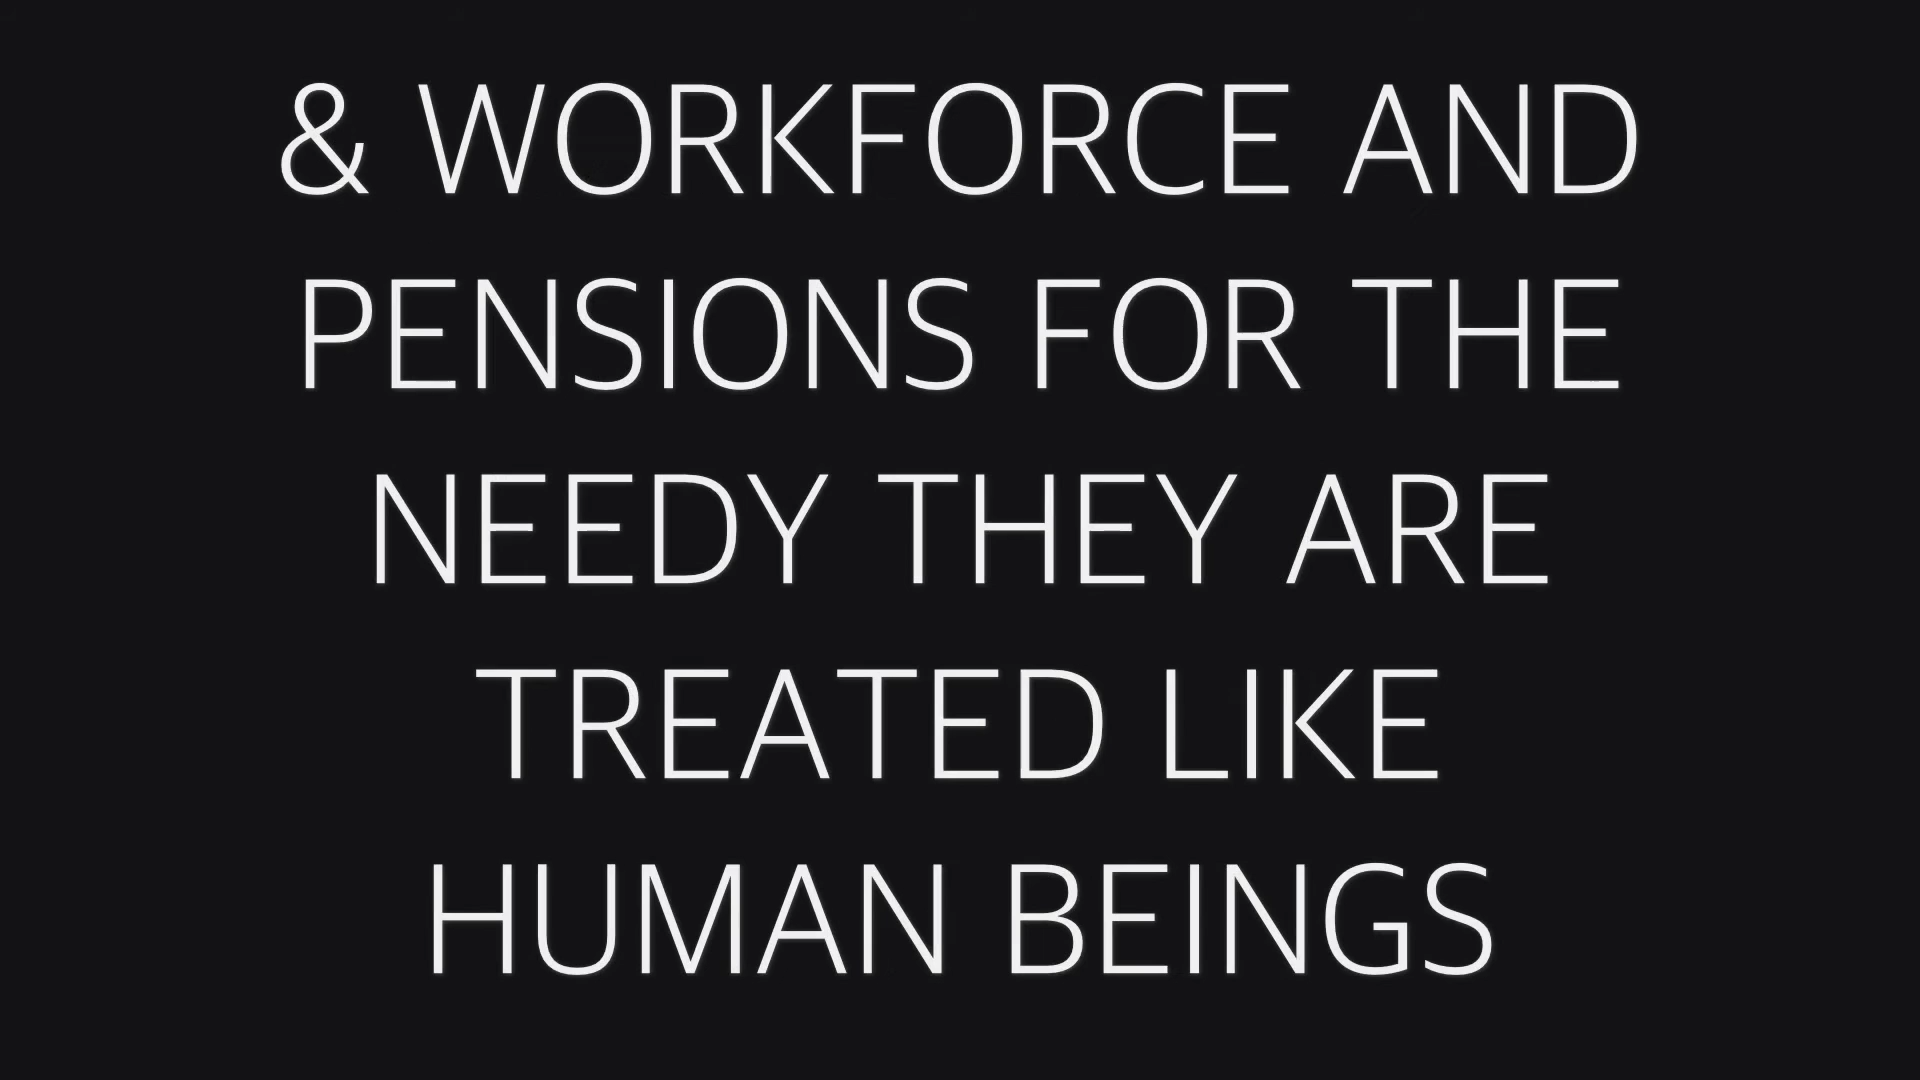 & WORKFORCE AND
PENSIONS FOR THE
NEEDY THEY ARE
TREATED LIKE
HUMAN BEINGS